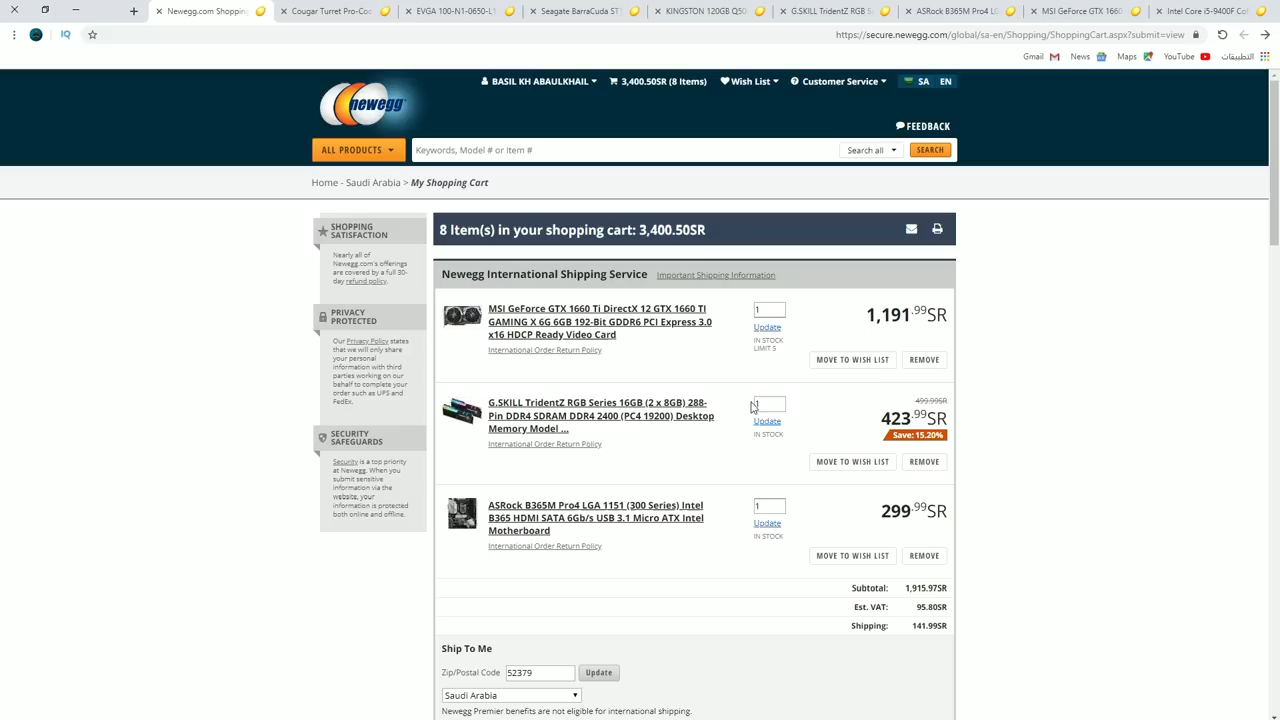 Newegg.com Shopping
Cougar Turret Pro-Coo
EVGA 100-N1-0650-L1
Seagate BarraCuda ST
KINGSTON 120GB Q50
G.SKILL TridentZ RGB S
ASRock B365M Pro4 LG
MSI GeForce GTX 1660
Intel Core i5-9400F Cof
IQ
https://secure.newegg.com/global/sa-en/Shopping/ShoppingCart.aspx?submit=view
Gmail
News
Maps
YouTube
التطبيقات
newegg
BASIL KH ABAULKHAIL
3,400.50SR (8 Items)
Wish List
Customer Service
SA EN
FEEDBACK
ALL PRODUCTS
Keywords, Model # or Item #
Search all
SEARCH
Home - Saudi Arabia > My Shopping Cart
SHOPPING
SATISFACTION
Nearly all of
Newegg.com's offerings
are covered by a full 30-
day refund policy.
PRIVACY
PROTECTED
Our Privacy Policy states
that we will only share
your personal
information with third
parties working on our
behalf to complete your
order such as UPS and
FedEx.
SECURITY
SAFEGUARDS
Security is a top priority
at Newegg. When you
submit sensitive
information via the
website, your
information is protected
both online and offline.
8 Item(s) in your shopping cart: 3,400.50SR
Newegg International Shipping Service Important Shipping Information
MSI GeForce GTX 1660 Ti DirectX 12 GTX 1660 TI
GAMING X 6G 6GB 192-Bit GDDR6 PCI Express 3.0
x16 HDCP Ready Video Card
International Order Return Policy
1
Update
IN STOCK
LIMIT 5
1,191.99SR
MOVE TO WISH LIST
REMOVE
G.SKILL TridentZ RGB Series 16GB (2 x 8GB) 288-
Pin DDR4 SDRAM DDR4 2400 (PC4 19200) Desktop
Memory Model ...
International Order Return Policy
1
Update
IN STOCK
499.99SR
423.99SR
Save: 15.20%
MOVE TO WISH LIST
REMOVE
ASRock B365M Pro4 LGA 1151 (300 Series) Intel
B365 HDMI SATA 6Gb/s USB 3.1 Micro ATX Intel
Motherboard
International Order Return Policy
1
Update
IN STOCK
299.99SR
MOVE TO WISH LIST
REMOVE
Subtotal: 1,915.97SR
Est. VAT: 95.80SR
Shipping: 141.99SR
Ship To Me
Zip/Postal Code 52379 Update
Saudi Arabia
Newegg Premier benefits are not eligible for international shipping.